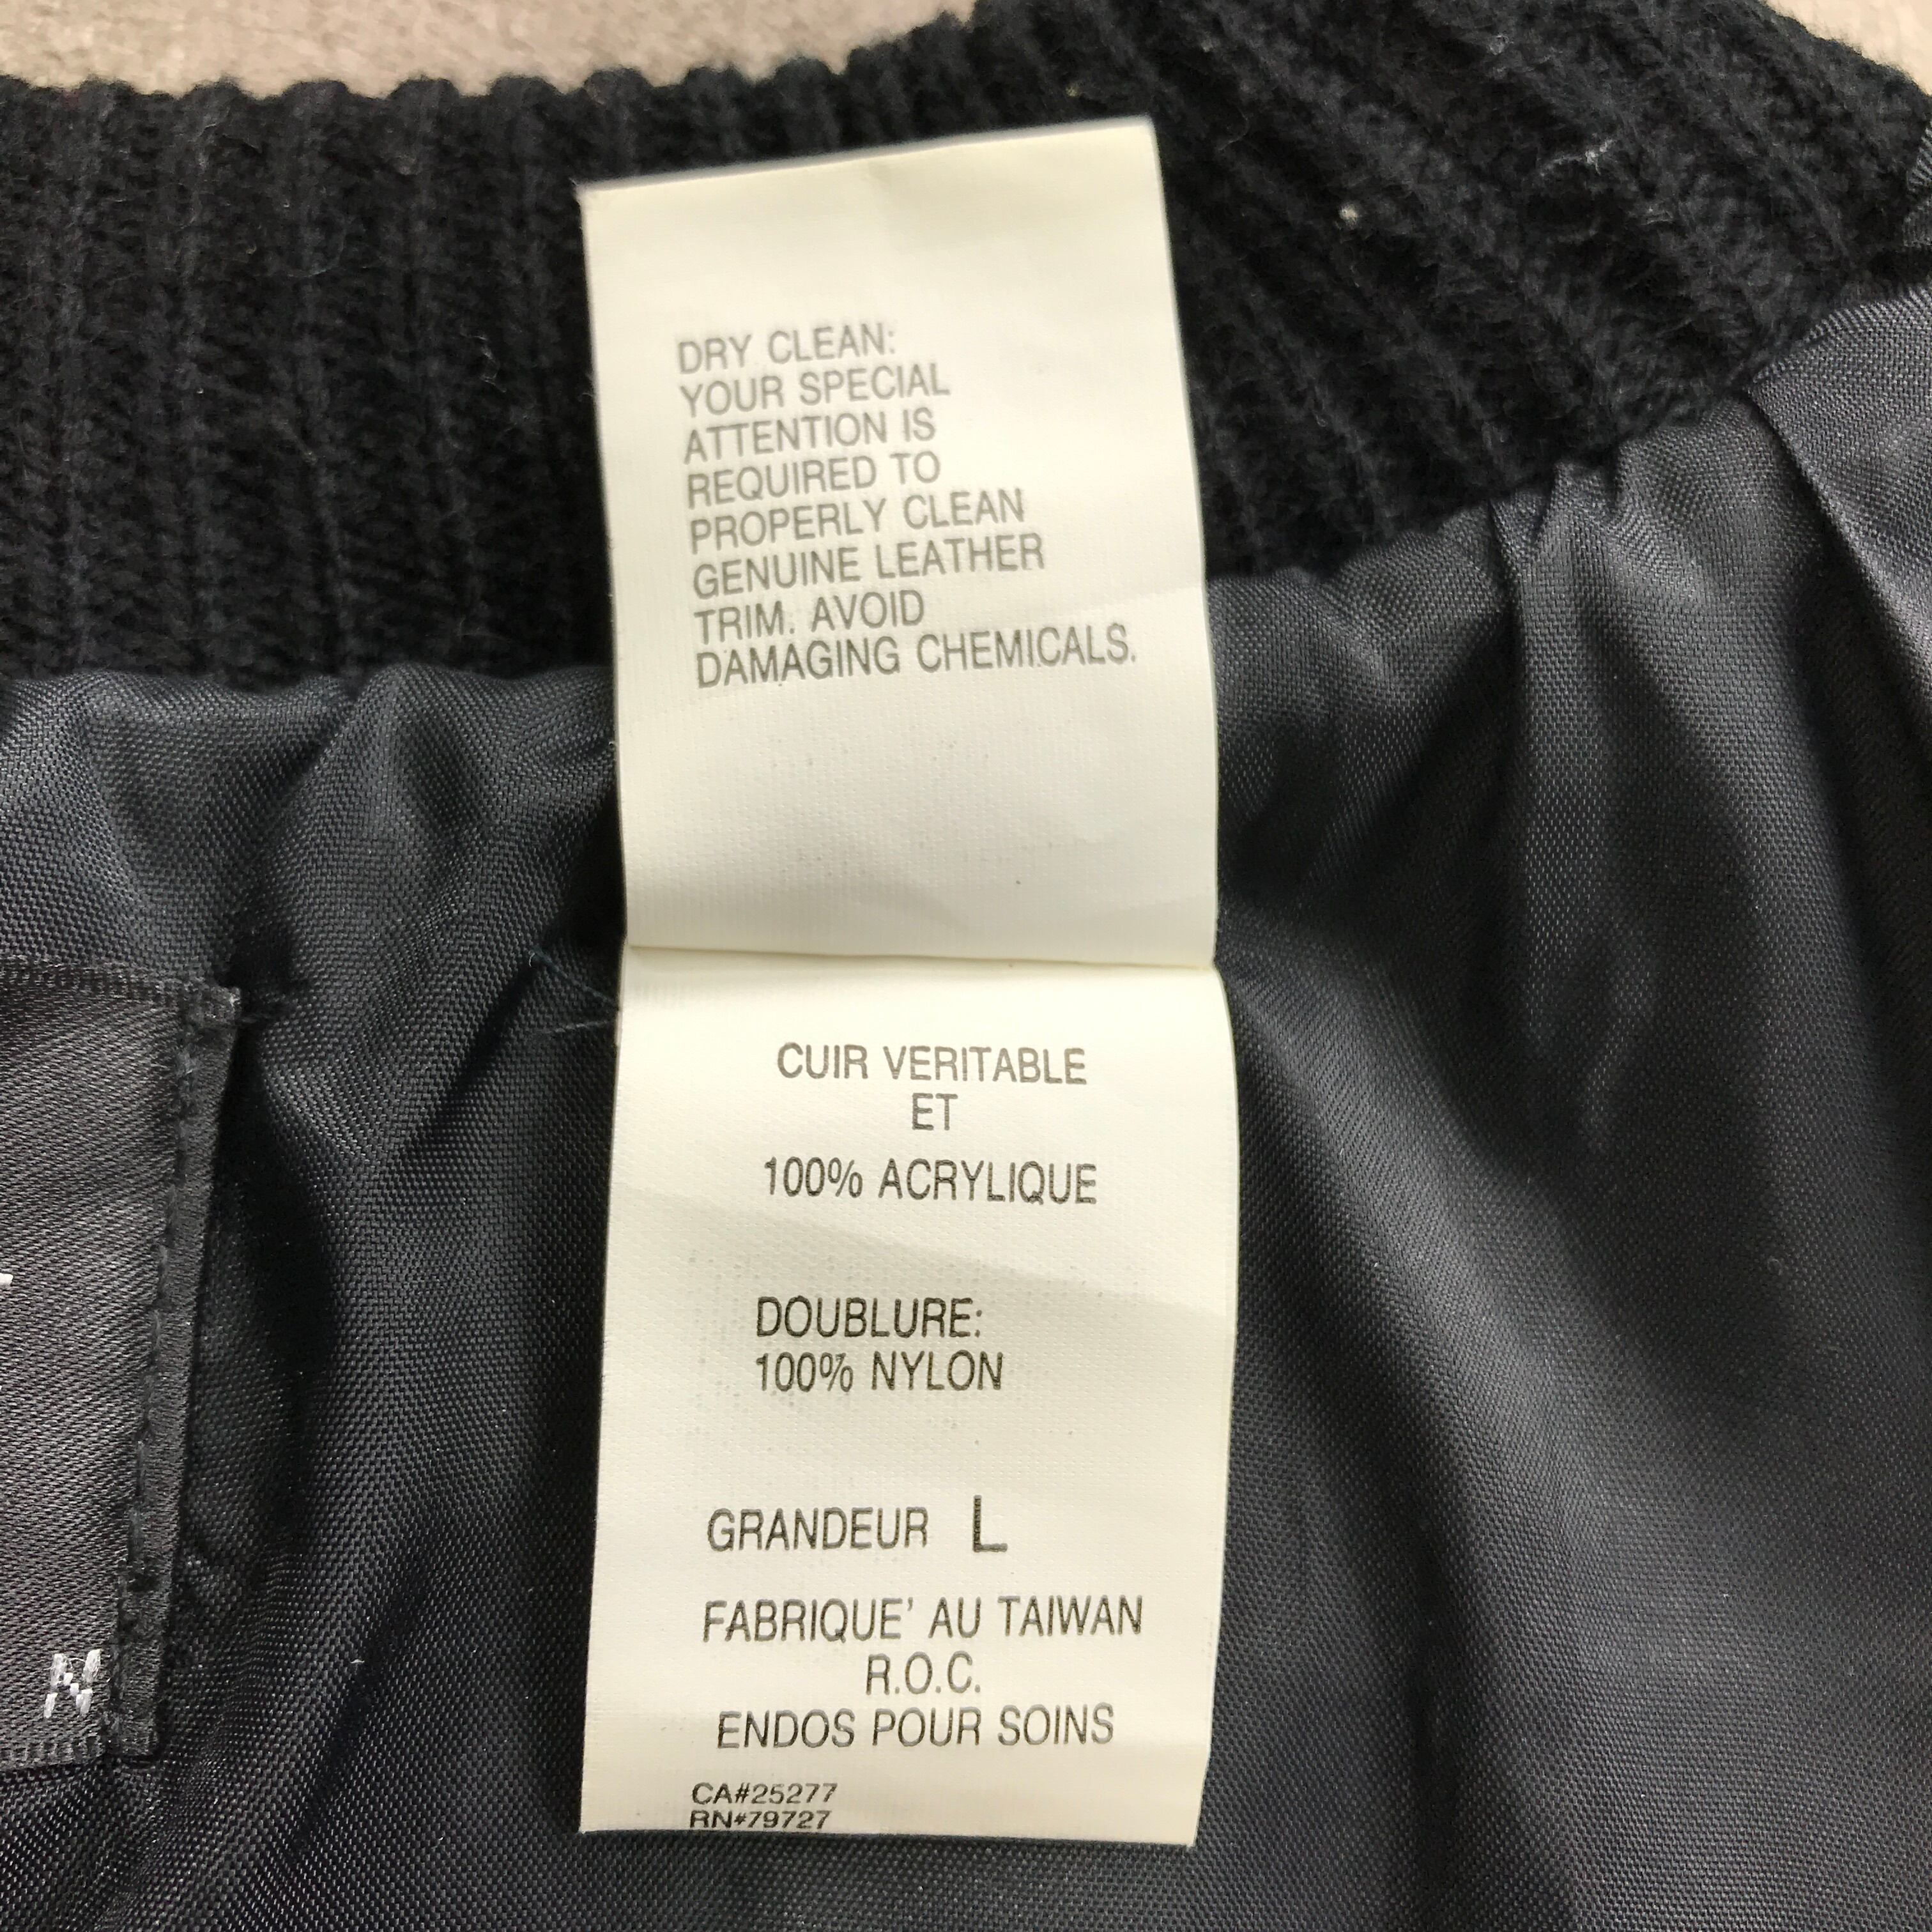 DRY CLEAN:
YOUR SPECIAL
ATTENTION IS
REQUIRED TO
PROPERLY CLEAN
GENUINE LEATHER
TRIM. AVOID
DAMAGING CHEMICALS.
CUIR VERITABLE
ET
100% ACRYLIQUE
DOUBLURE:
100% NYLON
GRANDEUR L
FABRIQUE' AU TAIWAN
R.O.C.
ENDOS POUR SOINS
CA#25277
RN#79727
N